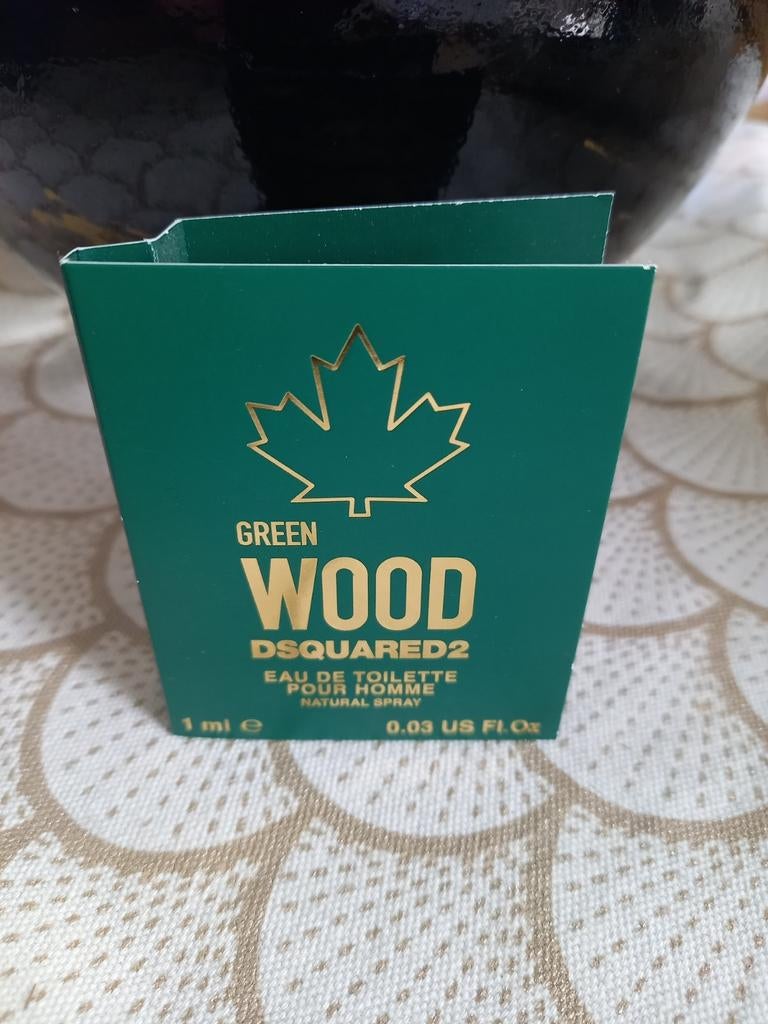 GREEN
WOOD
DSQUARED2
EAU DE TOILETTE
POUR HOMME
NATURAL SPRAY
1 ml ℮ 0.03 US Fl.Oz